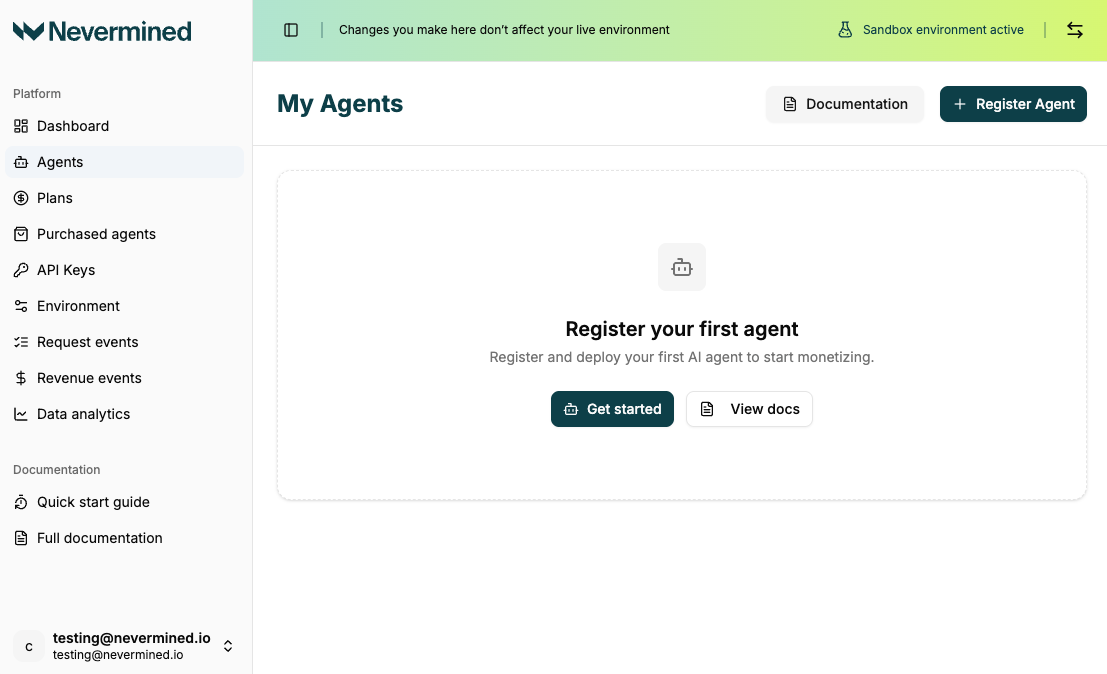 Nevermined
Platform
Dashboard
Agents
Plans
Purchased agents
API Keys
Environment
Request events
Revenue events
Data analytics
Documentation
Quick start guide
Full documentation
c
testing@nevermined.io
testing@nevermined.io
Changes you make here don’t affect your live environment
Sandbox environment active
My Agents
Documentation
Register Agent
Register your first agent
Register and deploy your first AI agent to start monetizing.
Get started
View docs